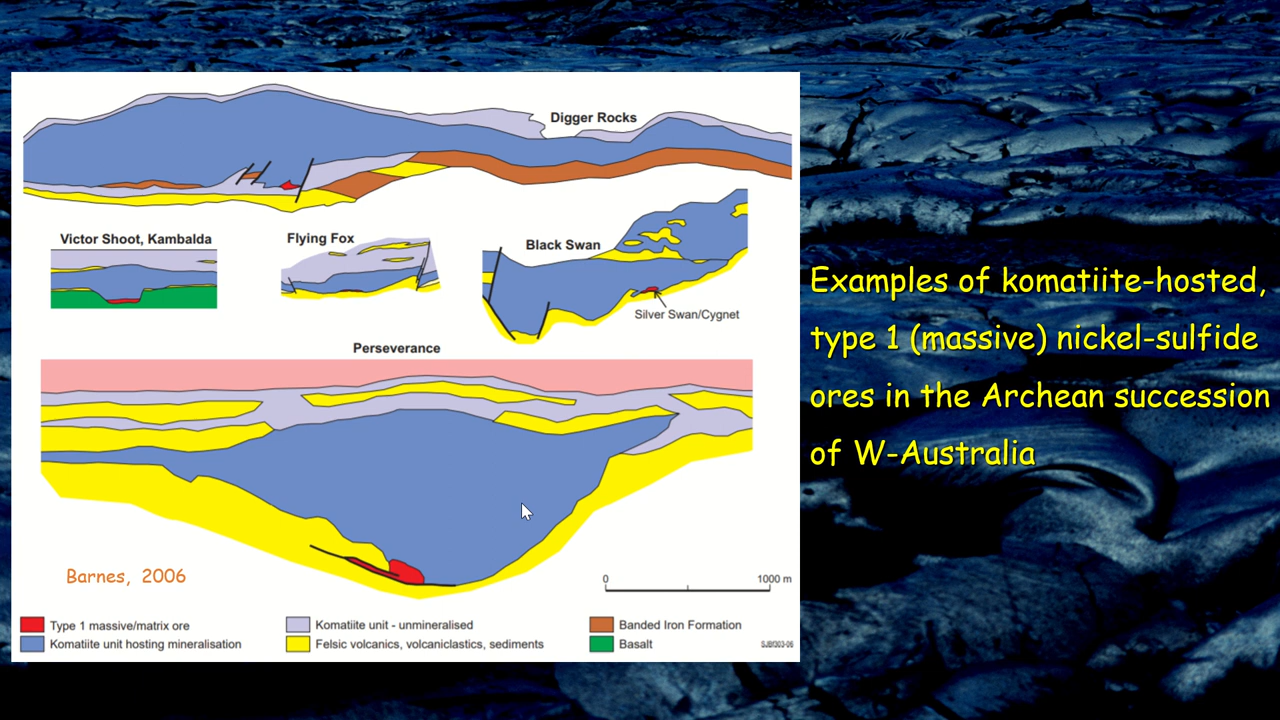 Digger Rocks
Victor Shoot, Kambalda
Flying Fox
Black Swan
Silver Swan/Cygnet
Perseverance
Barnes, 2006
0 1000 m
Type 1 massive/matrix ore
Komatiite unit hosting mineralisation
Komatiite unit - unmineralised
Felsic volcanics, volcaniclastics, sediments
Banded Iron Formation
Basalt
Examples of komatiite-hosted,
type 1 (massive) nickel-sulfide
ores in the Archean succession
of W-Australia